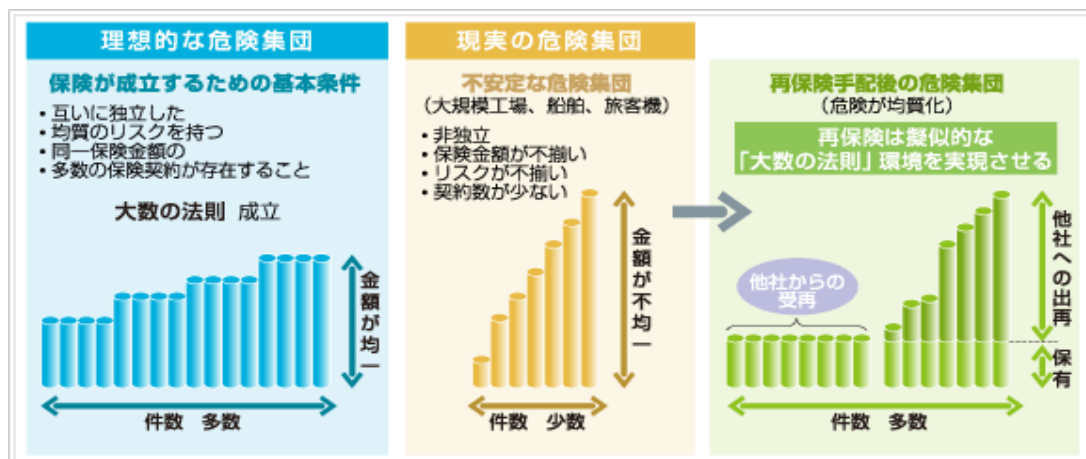 理想的な危険集団
保険が成立するための基本条件
・互いに独立した
・均質のリスクを持つ
・同一保険金額の
・多数の保険契約が存在すること
大数の法則 成立
金額が均一
件数 多数
現実の危険集団
不安定な危険集団
（大規模工場、船舶、旅客機）
・非独立
・保険金額が不揃い
・リスクが不揃い
・契約数が少ない
金額が不均一
件数 少数
再保険手配後の危険集団
（危険が均質化）
再保険は擬似的な
「大数の法則」環境を実現させる
他社からの
受再
他社への出再
保有
件数 多数